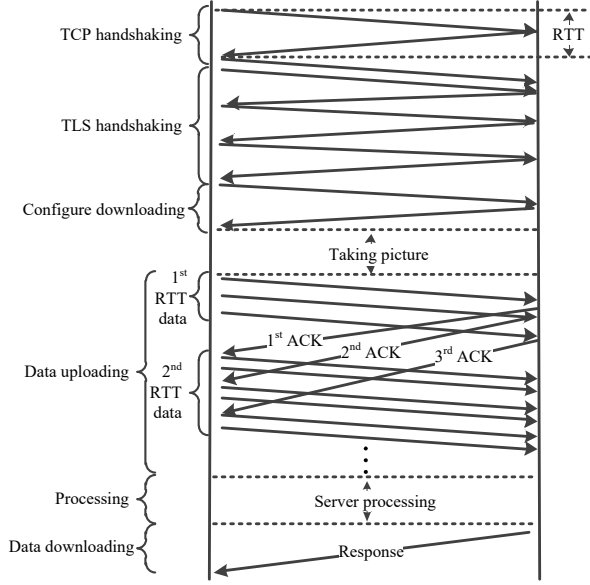 TCP handshaking
RTT
TLS handshaking
Configure downloading
Taking picture
1st
RTT
data
1st ACK
2nd ACK
3rd ACK
Data uploading
2nd
RTT
data
Processing
Server processing
Data downloading
Response